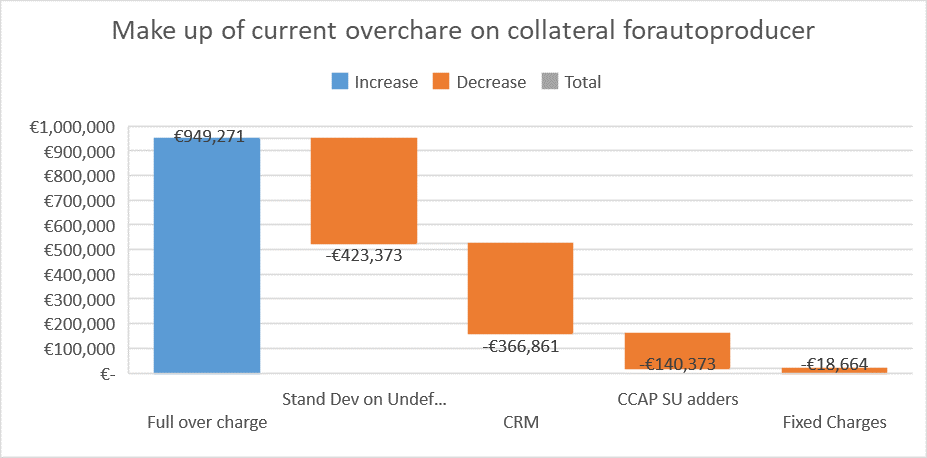 Make up of current overchare on collateral forautoproducer
Increase Decrease Total
€1,000,000
€900,000
€800,000
€700,000
€600,000
€500,000
€400,000
€300,000
€200,000
€100,000
€-
€949,271
-€423,373
-€366,861
-€140,373
-€18,664
Full over charge
Stand Dev on Undef...
CRM
CCAP SU adders
Fixed Charges